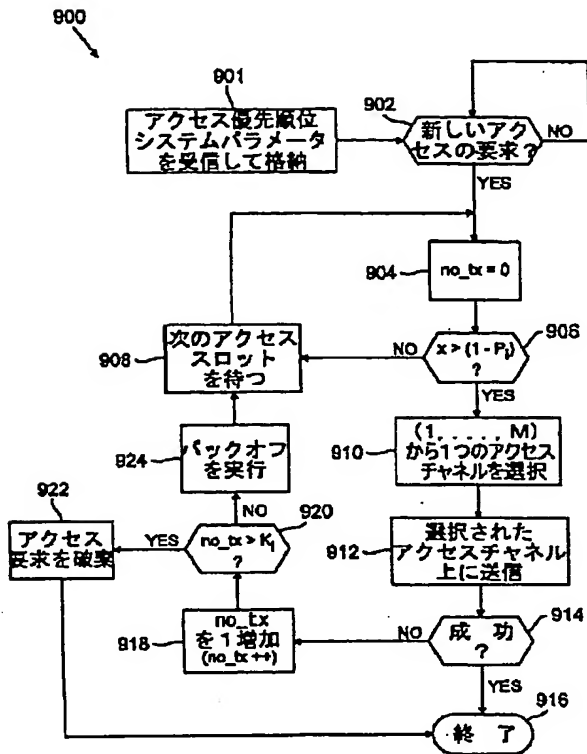 900
901
アクセス優先順位
システムパラメータ
を受信して格納
902
新しいアク
セスの要求?
NO
YES
904
no_tx = 0
906
x > (1 - Pi)
?
NO
YES
908
次のアクセス
スロット
を待つ
910
(1, . . . . , M)
から1つのアクセス
チャネルを選択
924
バックオフ
を実行
NO
922
アクセス
要求を破棄
YES
920
no_tx > Ki
?
912
選択された
アクセスチャネル
上に送信
918
no_tx
を1増加
(no_tx ++)
NO
914
成 功
?
YES
916
終 了